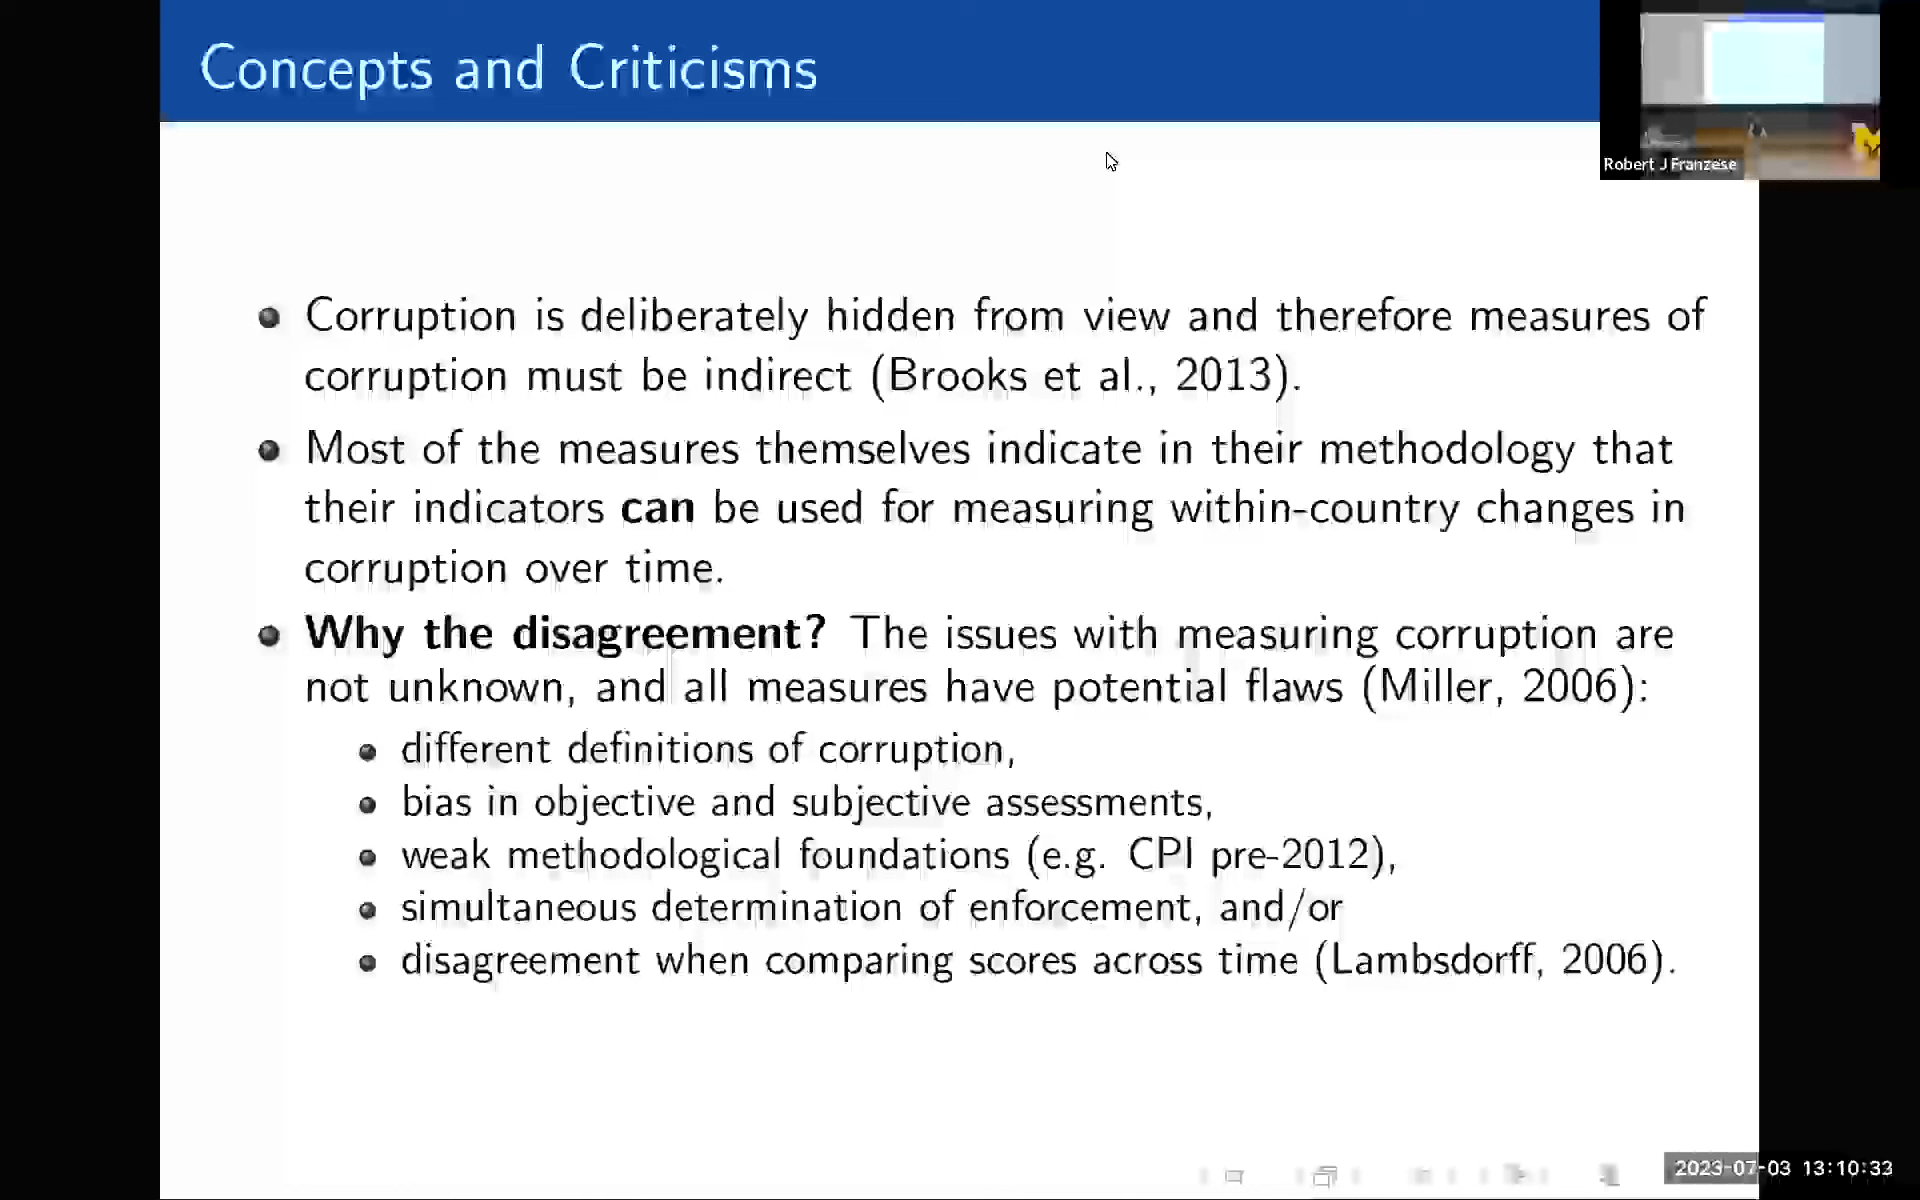 Concepts and Criticisms
Robert J Franzese
Corruption is deliberately hidden from view and therefore measures of
corruption must be indirect (Brooks et al., 2013).
Most of the measures themselves indicate in their methodology that
their indicators can be used for measuring within-country changes in
corruption over time.
Why the disagreement? The issues with measuring corruption are
not unknown, and all measures have potential flaws (Miller, 2006):
different definitions of corruption,
bias in objective and subjective assessments,
weak methodological foundations (e.g. CPI pre-2012),
simultaneous determination of enforcement, and/or
disagreement when comparing scores across time (Lambsdorff, 2006).
2023-07-03 13:10:33